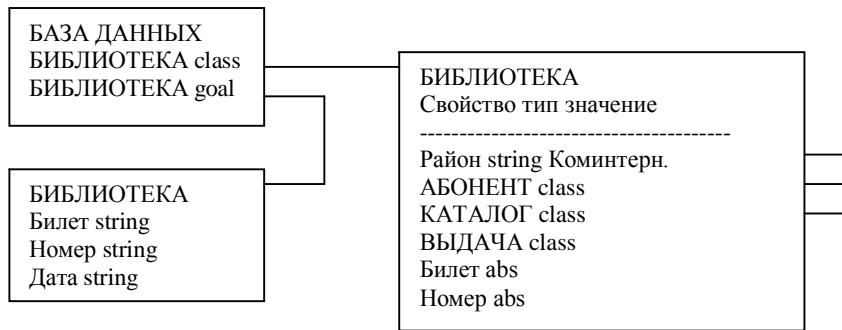 БАЗА ДАННЫХ
БИБЛИОТЕКА class
БИБЛИОТЕКА goal
БИБЛИОТЕКА
Билет string
Номер string
Дата string
БИБЛИОТЕКА
Свойство тип значение
---------------------------------------
Район string Коминтерн.
АБОНЕНТ class
КАТАЛОГ class
ВЫДАЧА class
Билет abs
Номер abs